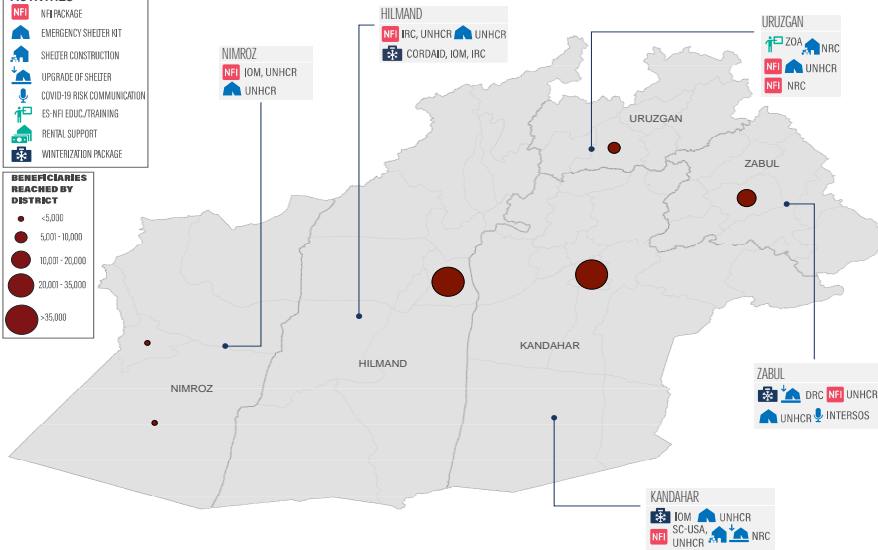 NFI NFI PACKAGE
EMERGENCY SHELTER KIT
SHELTER CONSTRUCTION
UPGRADE OF SHELTER
COVID-19 RISK COMMUNICATION
ES-NFI EDUC./TRAINING
RENTAL SUPPORT
WINTERIZATION PACKAGE
BENEFICIARIES
REACHED BY
DISTRICT
<5,000
5,001 - 10,000
10,001 - 20,000
20,001 - 35,000
>35,000
NIMROZ
NFI IOM, UNHCR
UNHCR
HILMAND
NFI IRC, UNHCR UNHCR
CORDAID, IOM, IRC
URUZGAN
ZOA NRC
NFI UNHCR
NFI NRC
URUZGAN
ZABUL
KANDAHAR
HILMAND
NIMROZ
ZABUL
DRC NFI UNHCR
UNHCR INTERSOS
KANDAHAR
IOM UNHCR
NFI SC-USA,
UNHCR NRC